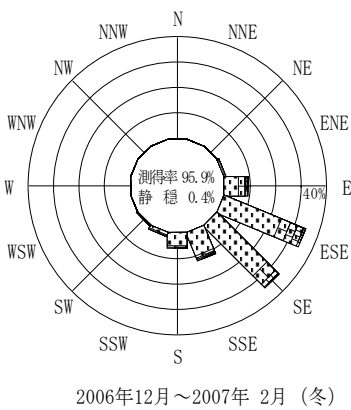 N
NNW NNE
NW NE
WNW ENE
測得率 95.9%
静 穏 0.4%
W 40% E
WSW ESE
SW SE
SSW SSE
S
2006年12月～2007年 2月 (冬)